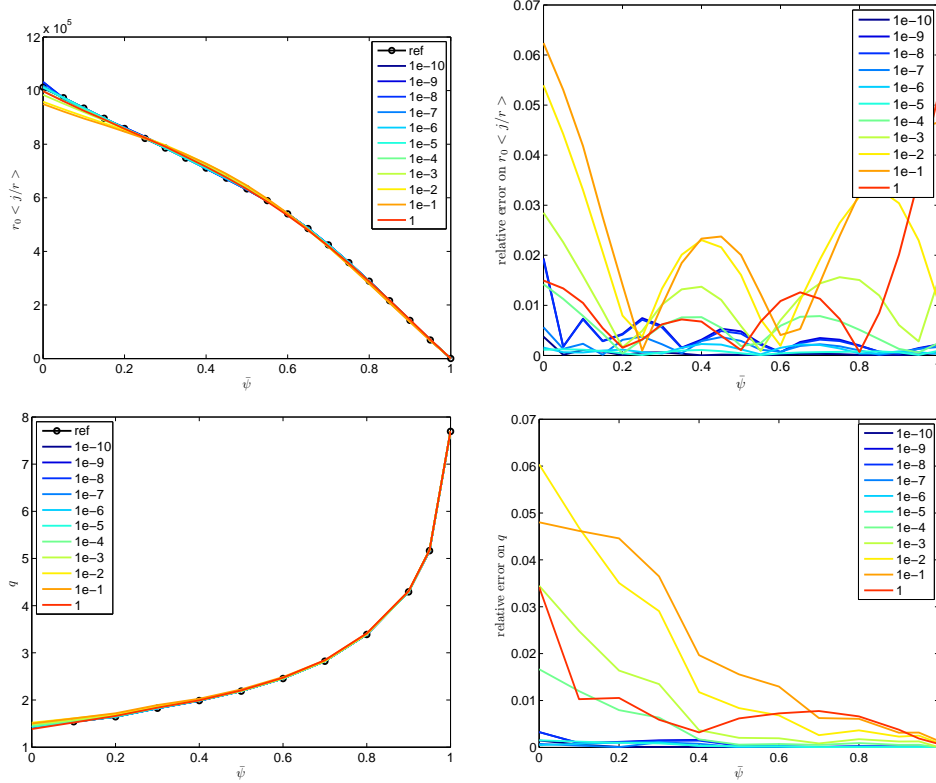 x 10⁵
12
10
8
6
4
2
0
0
0.2
0.4
0.6
0.8
1
r₀ < j/r >
ψ̄
ref
1e−10
1e−9
1e−8
1e−7
1e−6
1e−5
1e−4
1e−3
1e−2
1e−1
1
0.07
0.06
0.05
0.04
0.03
0.02
0.01
0
0
0.2
0.4
0.6
0.8
1
relative error on r₀ < j/r >
ψ̄
1e−10
1e−9
1e−8
1e−7
1e−6
1e−5
1e−4
1e−3
1e−2
1e−1
1
8
7
6
5
4
3
2
1
0
0.2
0.4
0.6
0.8
1
q
ψ̄
ref
1e−10
1e−9
1e−8
1e−7
1e−6
1e−5
1e−4
1e−3
1e−2
1e−1
1
0.07
0.06
0.05
0.04
0.03
0.02
0.01
0
0
0.2
0.4
0.6
0.8
1
relative error on q
ψ̄
1e−10
1e−9
1e−8
1e−7
1e−6
1e−5
1e−4
1e−3
1e−2
1e−1
1